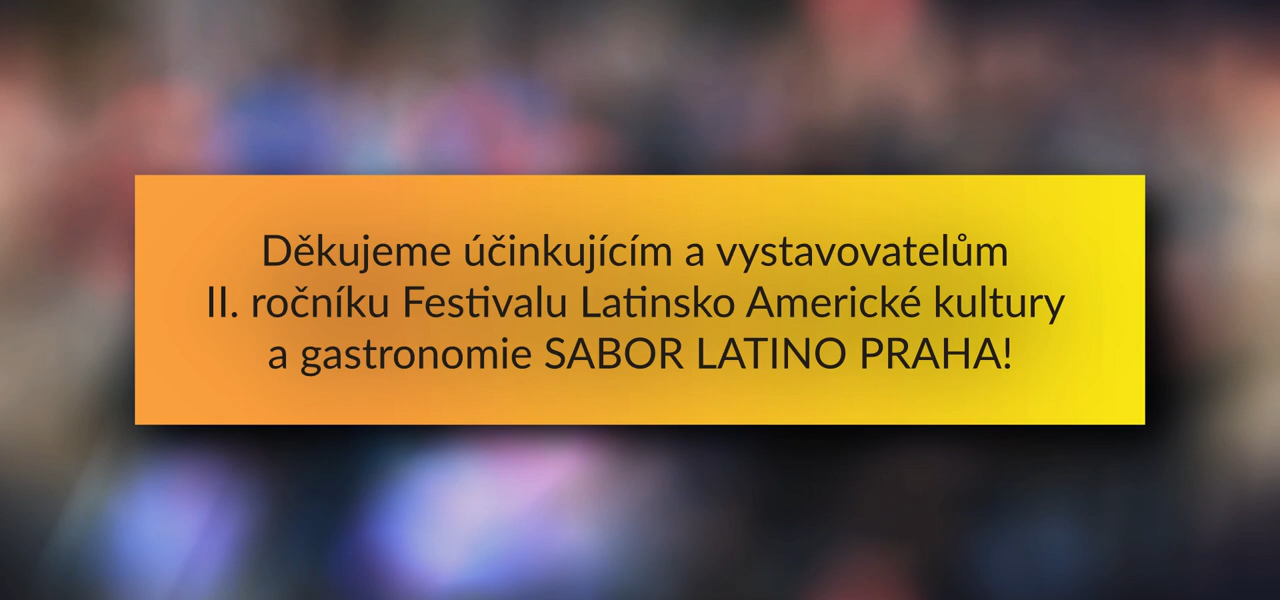 Děkujeme účinkujícím a vystavovatelům
II. ročníku Festivalu Latinsko Americké kultury
a gastronomie SABOR LATINO PRAHA!